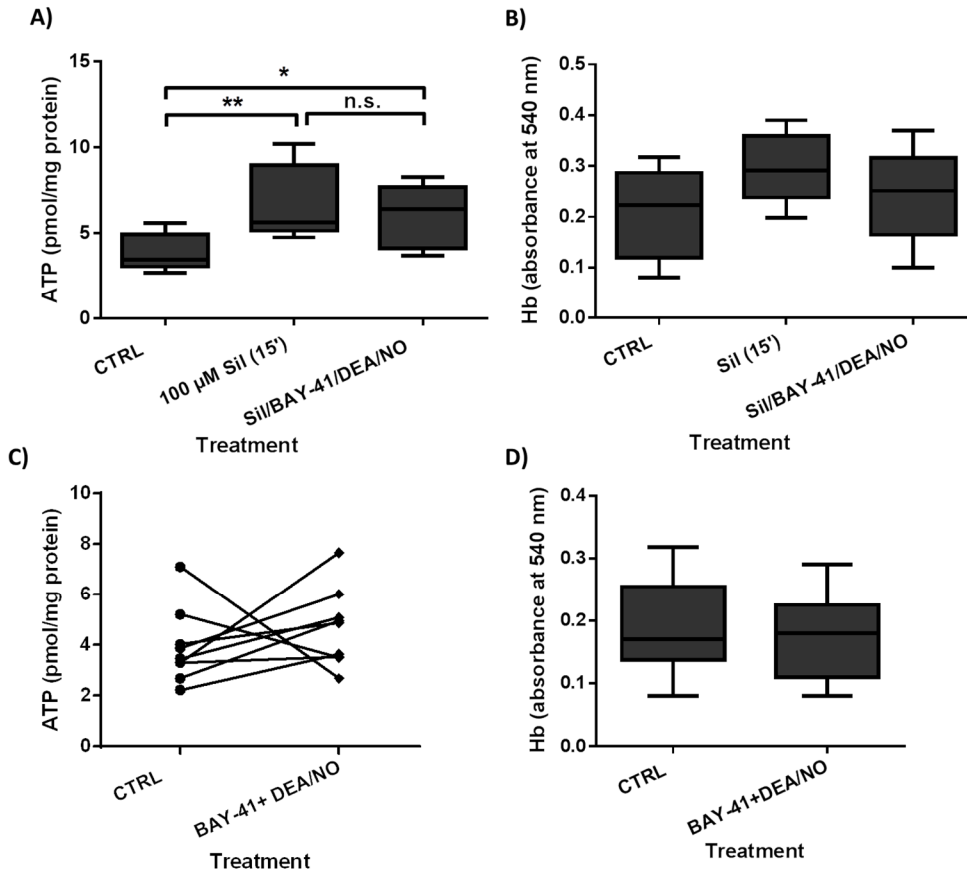 A)
15
10
5
0
ATP (pmol/mg protein)
*
**
n.s.
CTRL
100 µM Sil (15')
Sil/BAY-41/DEA/NO
Treatment
B)
0.5
0.4
0.3
0.2
0.1
0.0
Hb (absorbance at 540 nm)
CTRL
Sil (15')
Sil/BAY-41/DEA/NO
Treatment
C)
10
8
6
4
2
0
ATP (pmol/mg protein)
CTRL
BAY-41+ DEA/NO
Treatment
D)
0.4
0.3
0.2
0.1
0.0
Hb (absorbance at 540 nm)
CTRL
BAY-41+DEA/NO
Treatment